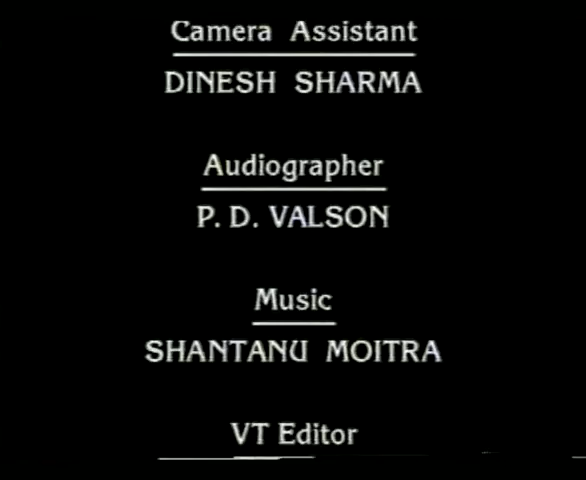 Camera Assistant
DINESH SHARMA
Audiographer
P. D. VALSON
Music
SHANTANU MOITRA
VT Editor